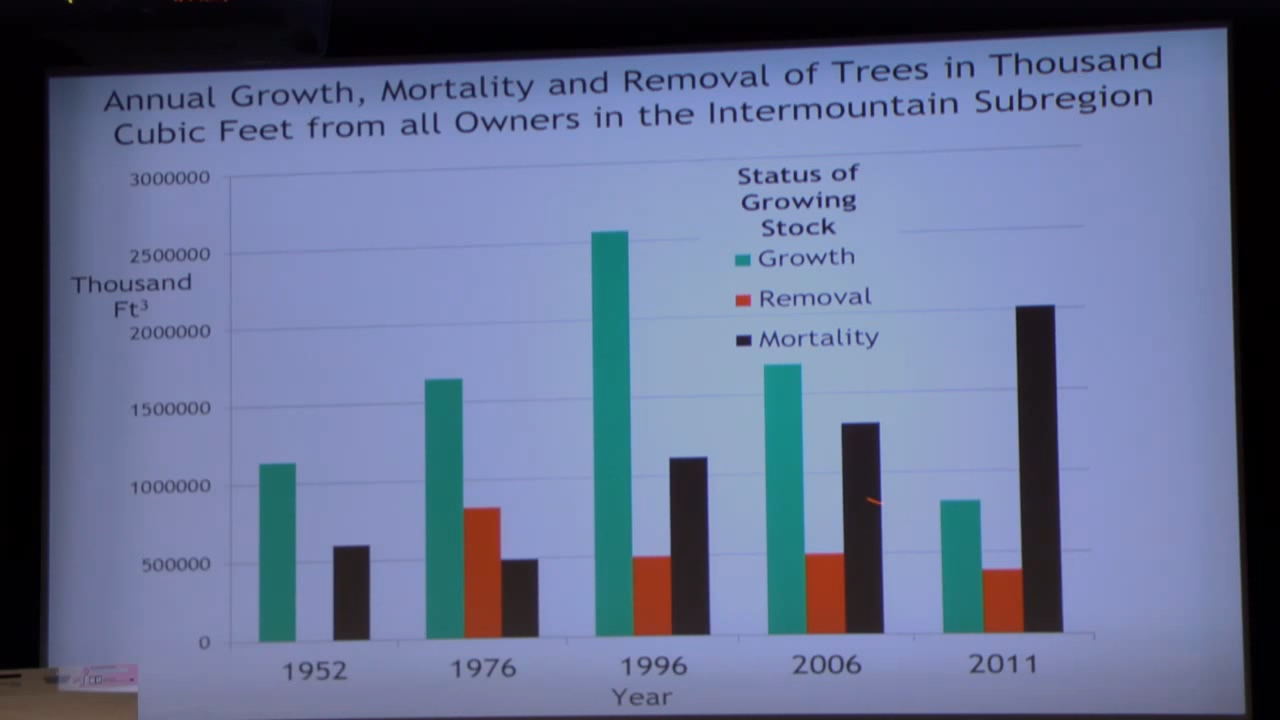 Annual Growth, Mortality and Removal of Trees in Thousand
Cubic Feet from all Owners in the Intermountain Subregion
3000000
2500000
2000000
1500000
1000000
500000
0
Thousand
Ft³
Status of
Growing
Stock
Growth
Removal
Mortality
1952 1976 1996 2006 2011
Year